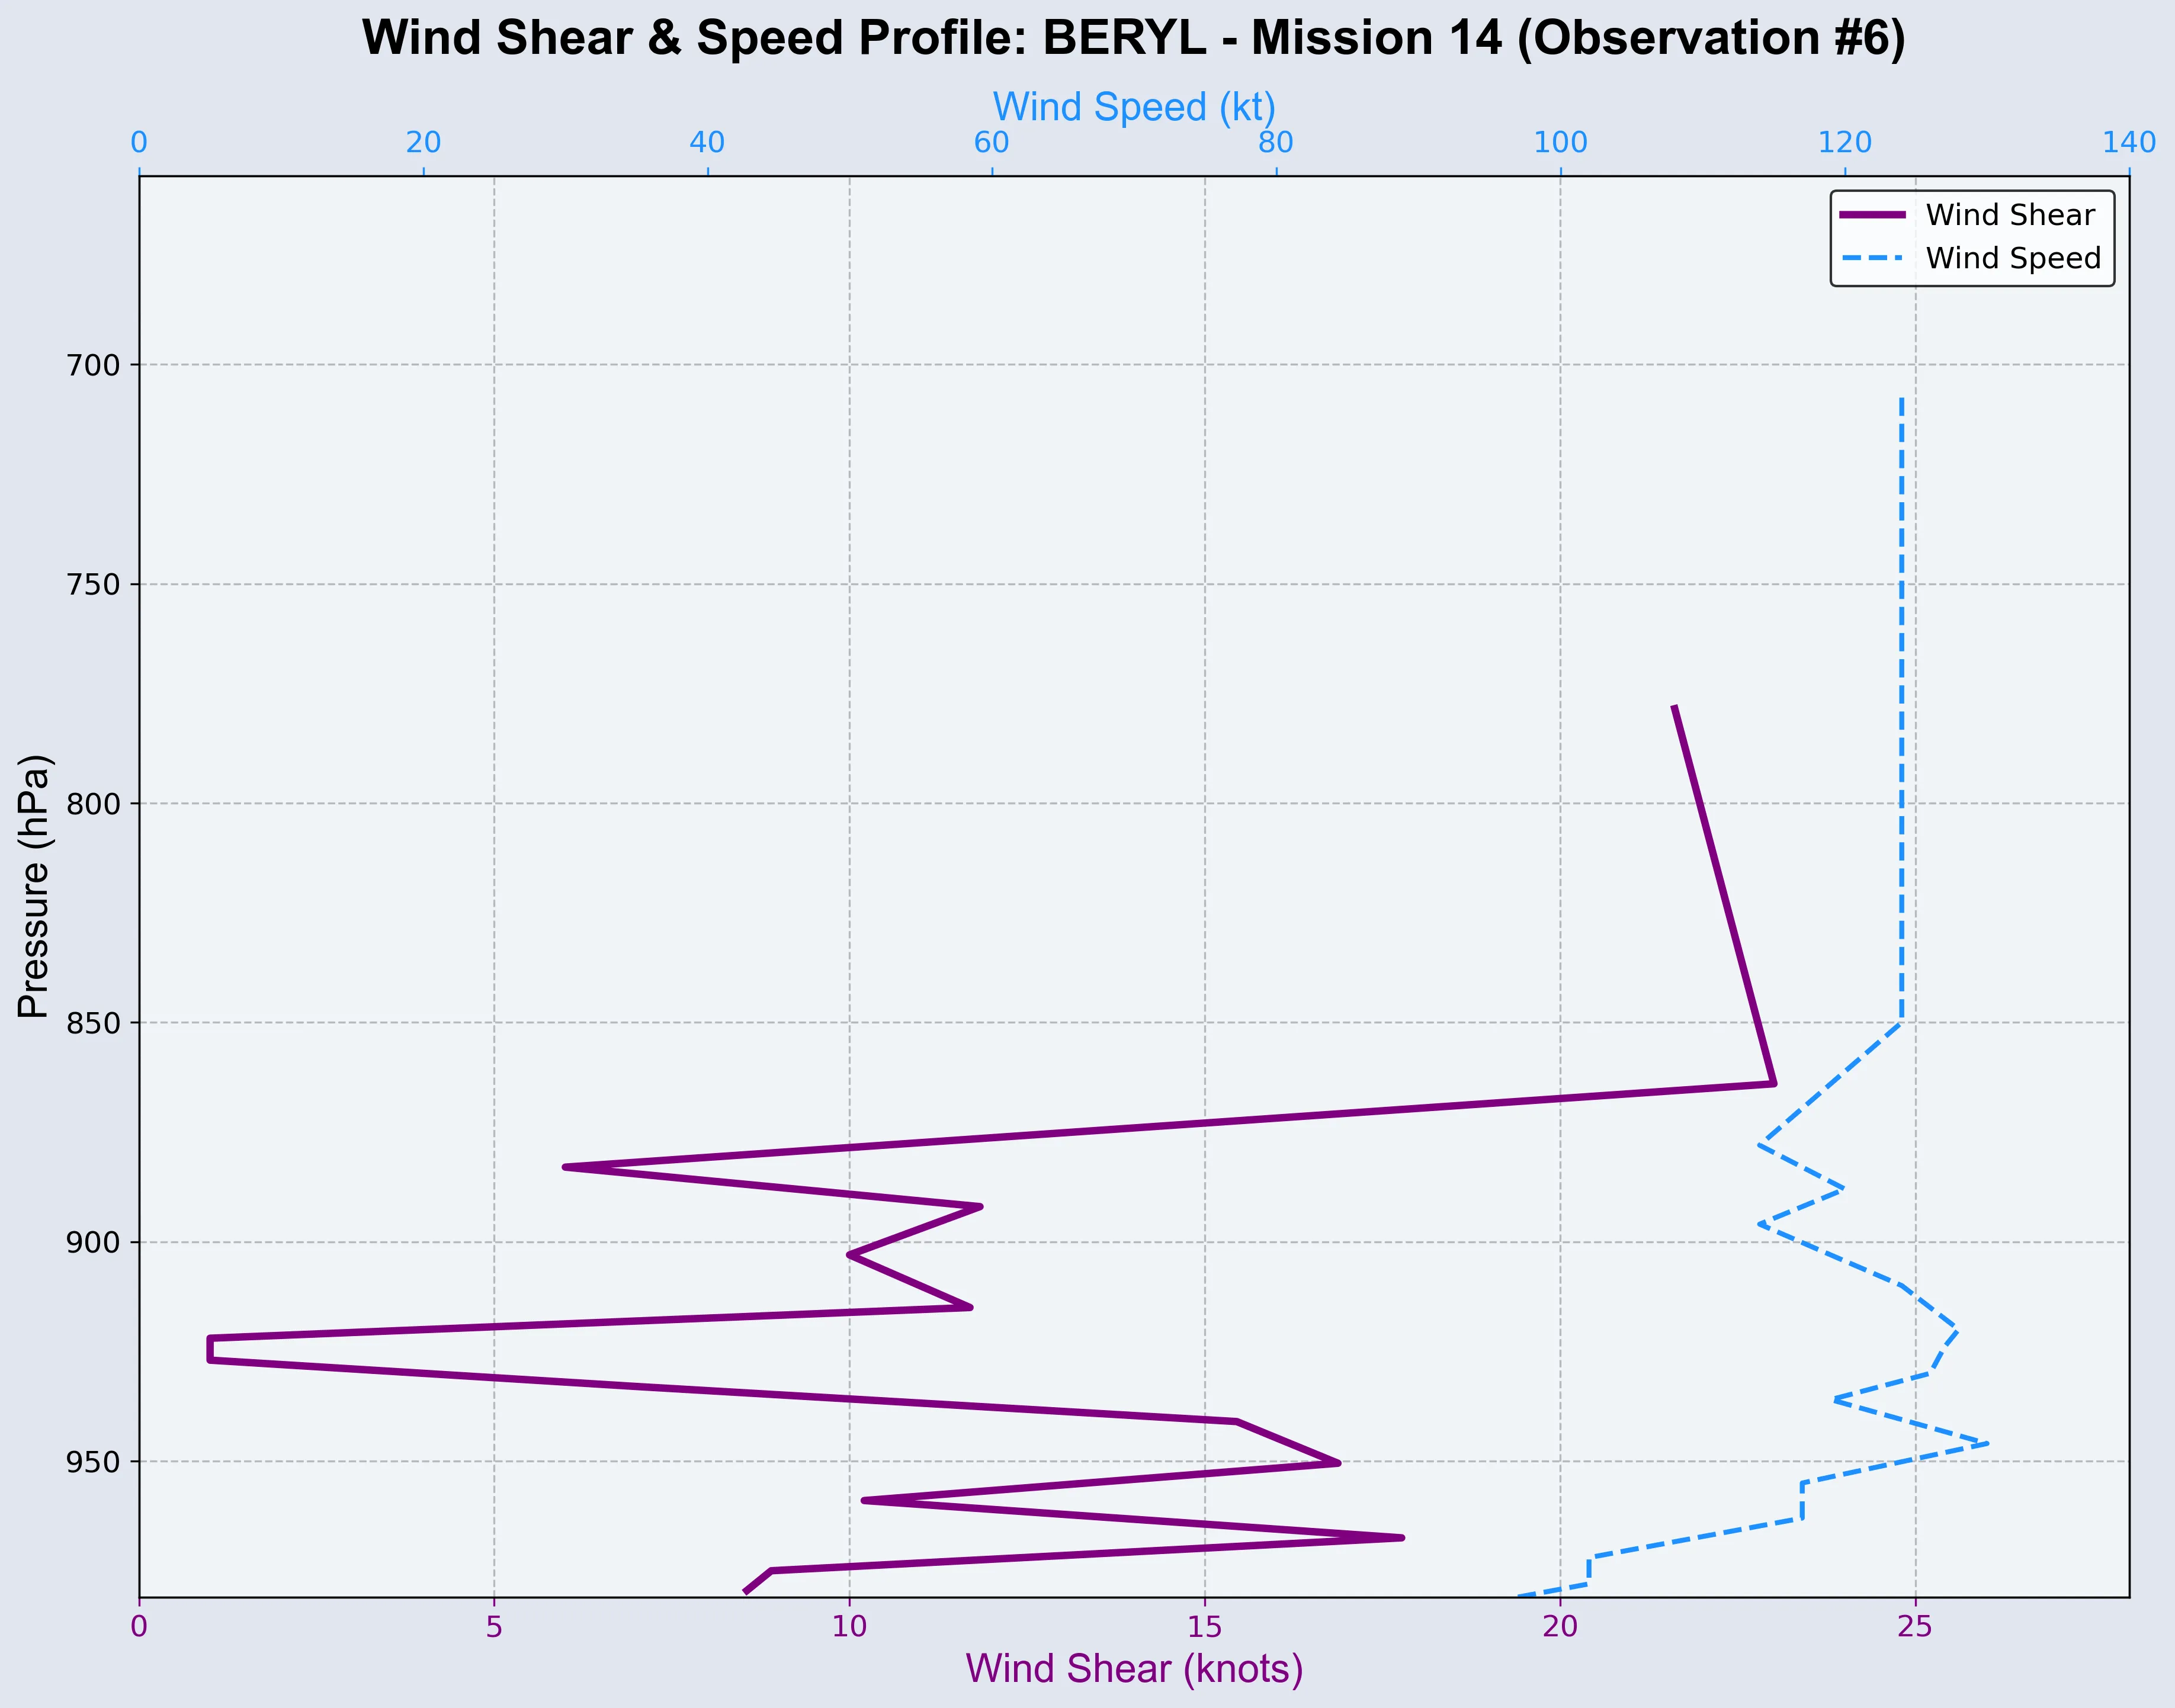 Wind Shear & Speed Profile: BERYL - Mission 14 (Observation #6)
Wind Speed (kt)
0 20 40 60 80 100 120 140
Wind Shear
Wind Speed
700
750
800
850
900
950
Pressure (hPa)
0 5 10 15 20 25
Wind Shear (knots)